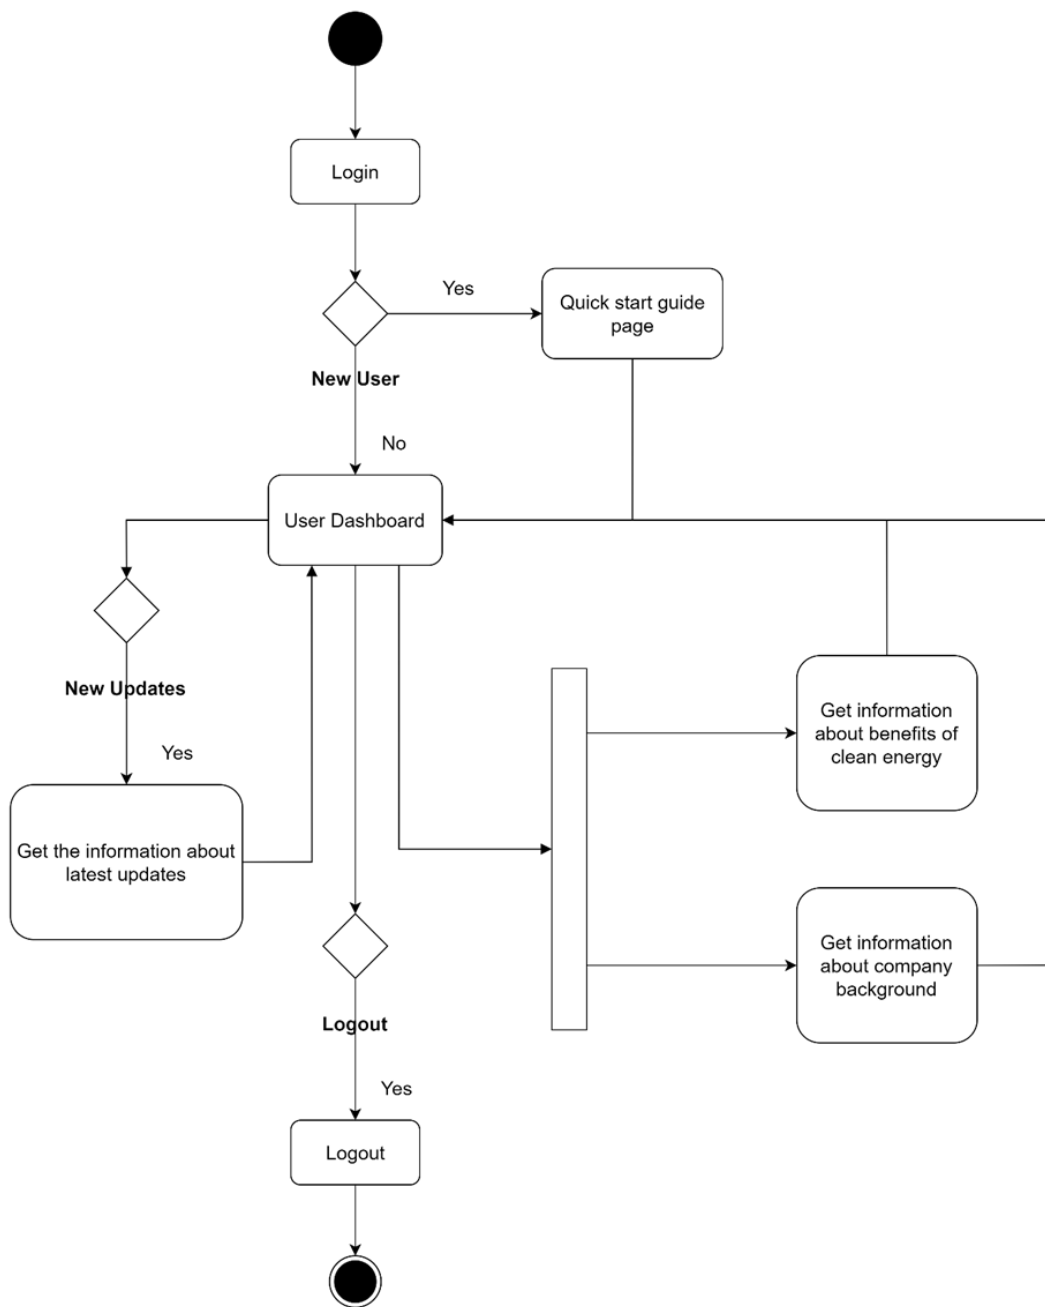 Login
Yes
Quick start guide
page
New User
No
User Dashboard
New Updates
Yes
Get the information about
latest updates
Get information
about benefits of
clean energy
Get information
about company
background
Logout
Yes
Logout